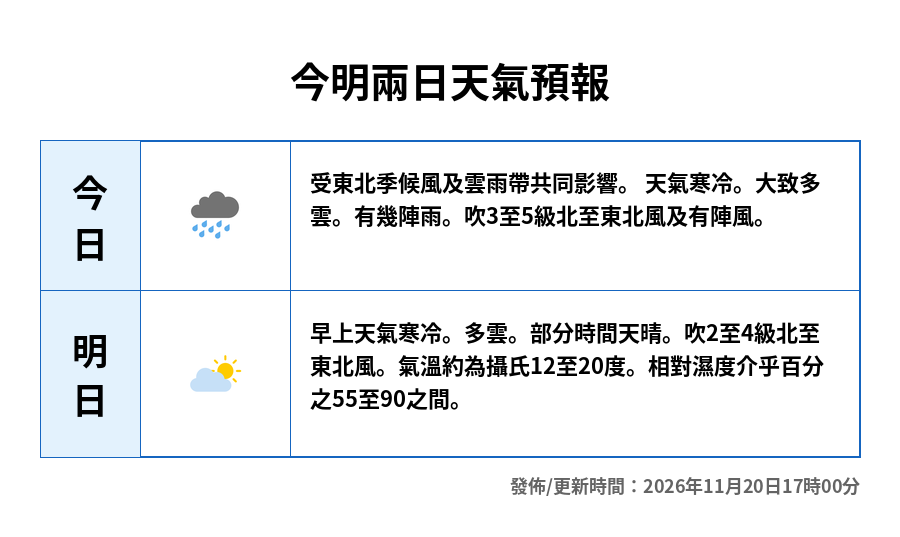 今明兩日天氣預報
今
日
受東北季候風及雲雨帶共同影響。 天氣寒冷。大致多
雲。有幾陣雨。吹3至5級北至東北風及有陣風。
明
日
早上天氣寒冷。多雲。部分時間天晴。吹2至4級北至
東北風。氣溫約為攝氏12至20度。相對濕度介乎百分
之55至90之間。
發佈/更新時間：2026年11月20日17時00分